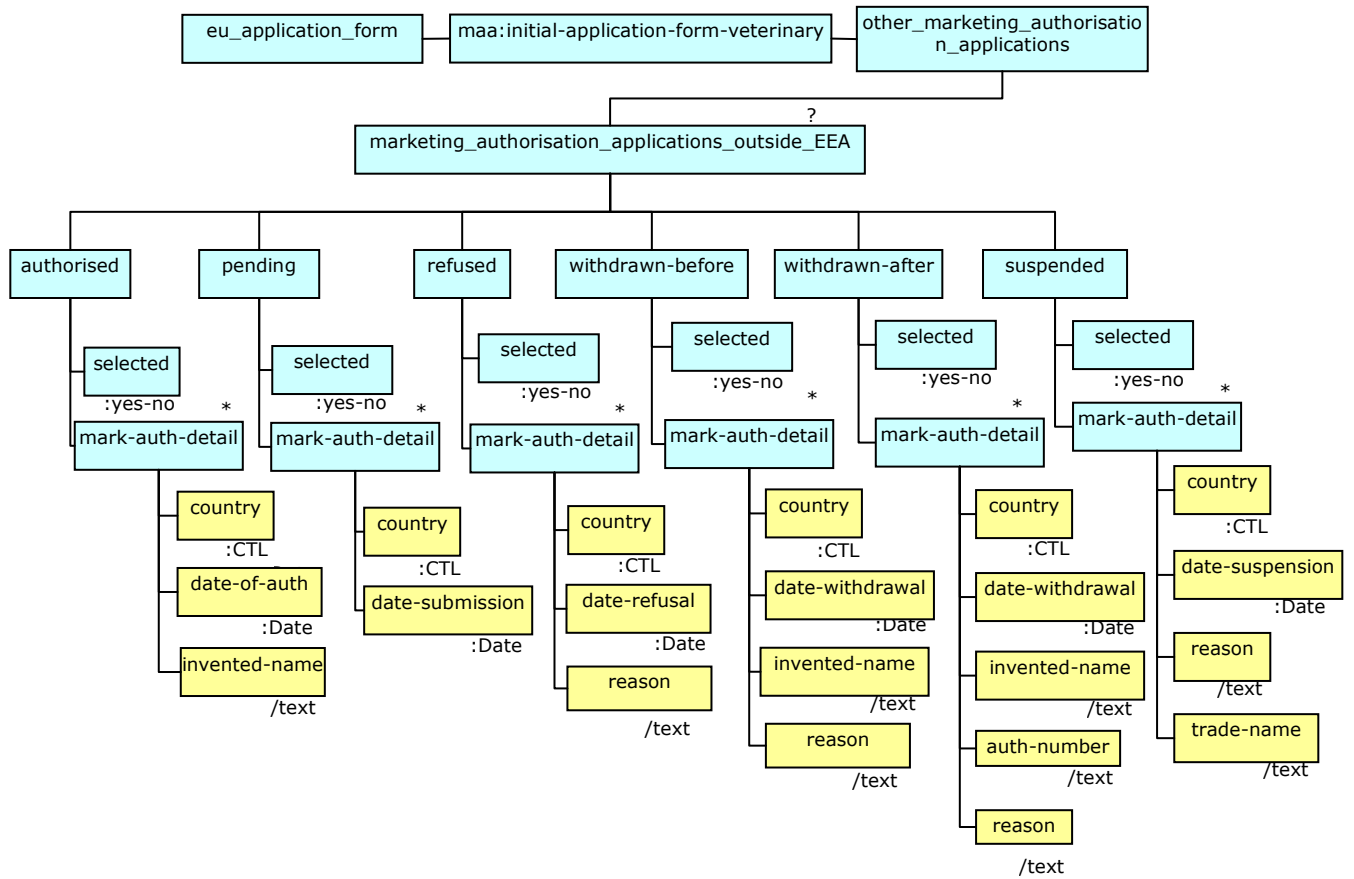 eu_application_form
maa:initial-application-form-veterinary
other_marketing_authorisatio
n_applications
?
marketing_authorisation_applications_outside_EEA
authorised
pending
refused
withdrawn-before
withdrawn-after
suspended
selected
:yes-no
*
mark-auth-detail
country
:CTL
date-of-auth
:Date
invented-name
/text
selected
:yes-no
*
mark-auth-detail
country
:CTL
date-submission
:Date
selected
:yes-no
*
mark-auth-detail
country
:CTL
date-refusal
:Date
reason
/text
selected
:yes-no
*
mark-auth-detail
country
:CTL
date-withdrawal
:Date
invented-name
/text
reason
/text
selected
:yes-no
*
mark-auth-detail
country
:CTL
date-withdrawal
:Date
invented-name
/text
auth-number
/text
reason
/text
selected
:yes-no
*
mark-auth-detail
country
:CTL
date-suspension
:Date
reason
/text
trade-name
/text